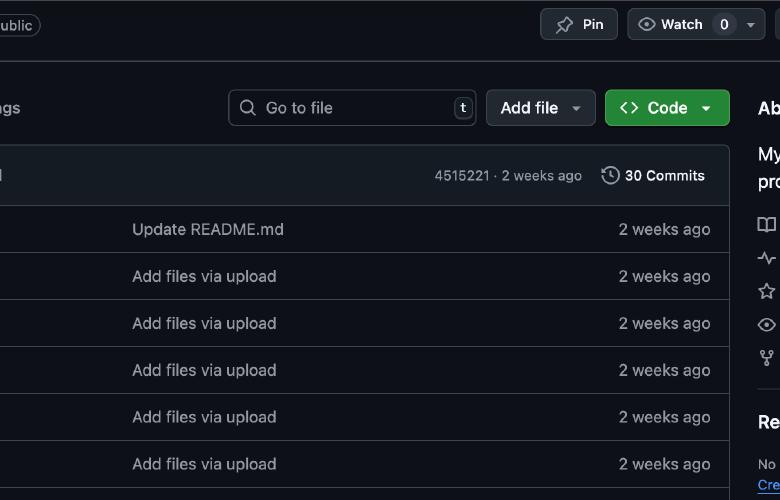 ublic
Pin
Watch 0
gs
Go to file t
Add file
Code
Ab
4515221 · 2 weeks ago
30 Commits
My
pro
Update README.md 2 weeks ago
Add files via upload 2 weeks ago
Add files via upload 2 weeks ago
Add files via upload 2 weeks ago
Add files via upload 2 weeks ago
Re
Add files via upload 2 weeks ago
No
Cre